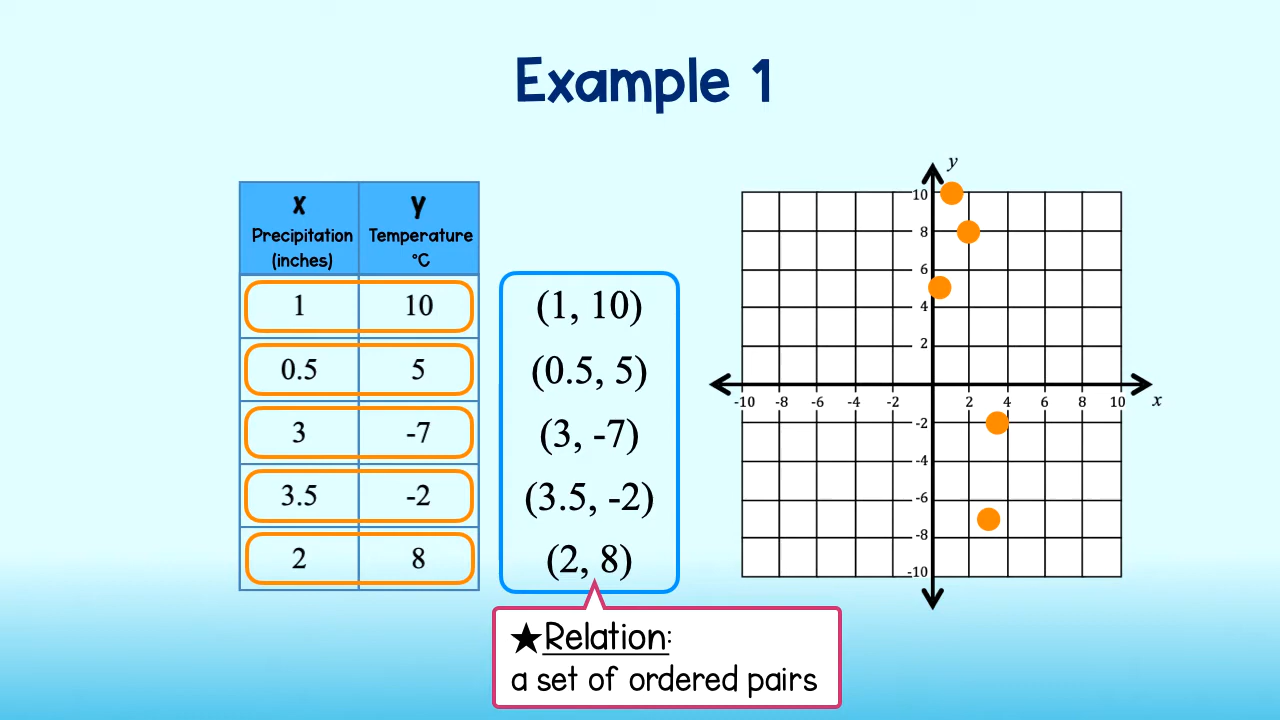 Example 1
x y
Precipitation Temperature
(inches) °C
1 10
0.5 5
3 -7
3.5 -2
2 8
(1, 10)
(0.5, 5)
(3, -7)
(3.5, -2)
(2, 8)
★Relation:
a set of ordered pairs
y
10
8
6
4
2
-10 -8 -6 -4 -2 2 4 6 8 10 x
-2
-4
-6
-8
-10